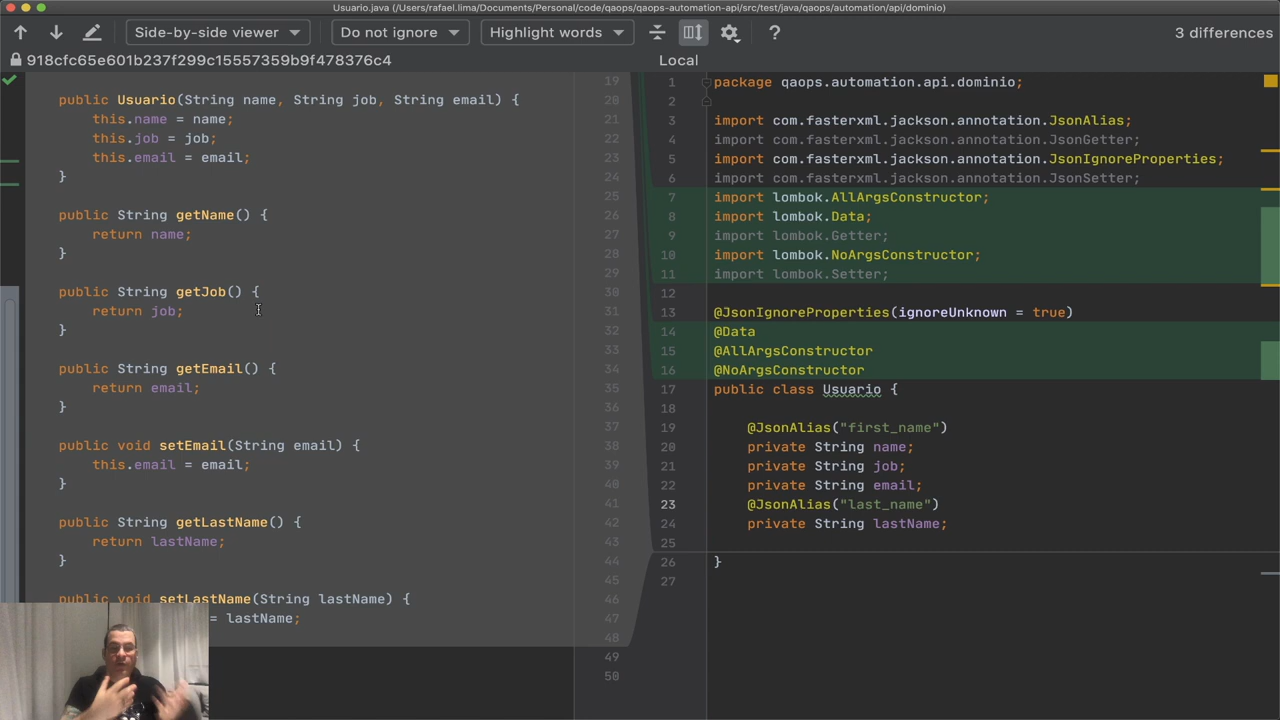 Usuario.java (/Users/rafael.lima/Documents/Personal/code/qaops/qaops-automation-api/src/test/java/qaops/automation/api/dominio)
Side-by-side viewer
Do not ignore
Highlight words
?
3 differences
918cfc65e601b237f299c15557359b9f478376c4
Local
19
public Usuario(String name, String job, String email) { 20
this.name = name; 21
this.job = job; 22
this.email = email; 23
} 24
25
public String getName() { 26
return name; 27
} 28
29
public String getJob() { 30
return job; 31
} 32
33
public String getEmail() { 34
return email; 35
} 36
37
public void setEmail(String email) { 38
this.email = email; 39
} 40
41
public String getLastName() { 42
return lastName; 43
} 44
45
public void setLastName(String lastName) { 46
= lastName; 47
48
49
50
1 package qaops.automation.api.dominio;
2
3 import com.fasterxml.jackson.annotation.JsonAlias;
4 import com.fasterxml.jackson.annotation.JsonGetter;
5 import com.fasterxml.jackson.annotation.JsonIgnoreProperties;
6 import com.fasterxml.jackson.annotation.JsonSetter;
7 import lombok.AllArgsConstructor;
8 import lombok.Data;
9 import lombok.Getter;
10 import lombok.NoArgsConstructor;
11 import lombok.Setter;
12
13 @JsonIgnoreProperties(ignoreUnknown = true)
14 @Data
15 @AllArgsConstructor
16 @NoArgsConstructor
17 public class Usuario {
18
19 @JsonAlias("first_name")
20 private String name;
21 private String job;
22 private String email;
23 @JsonAlias("last_name")
24 private String lastName;
25
26 }
27